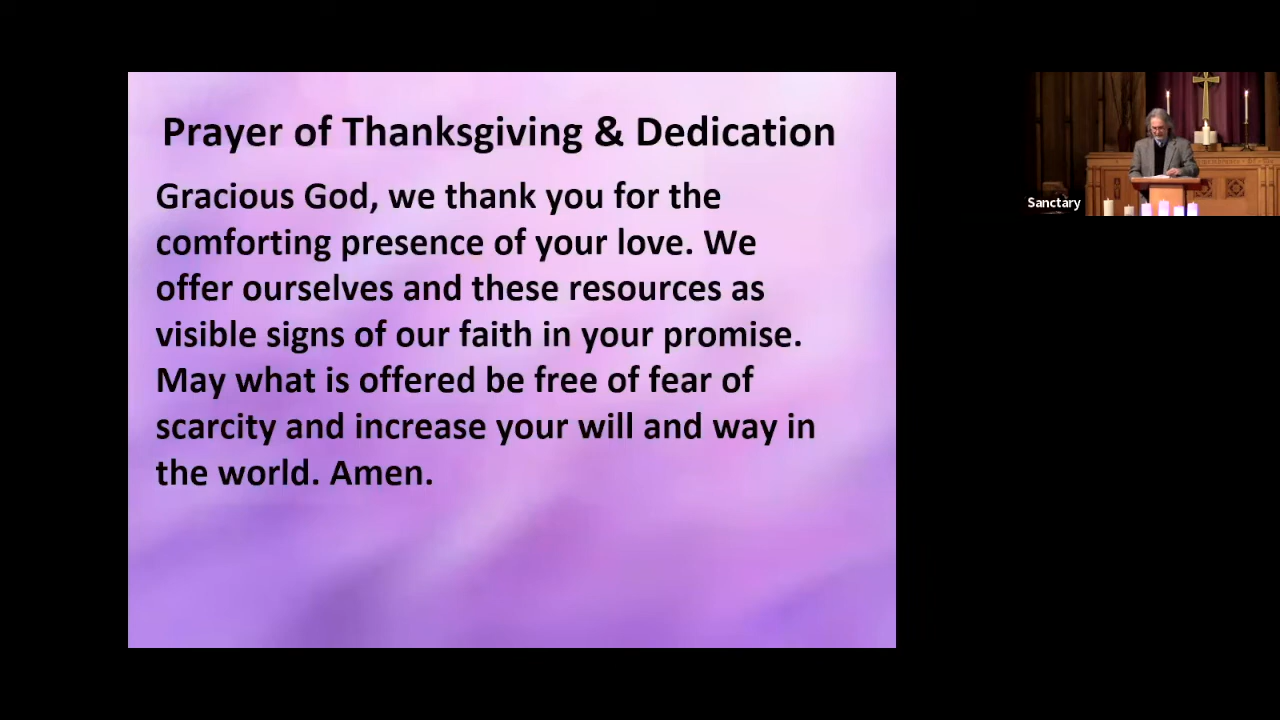 Prayer of Thanksgiving & Dedication
Gracious God, we thank you for the
comforting presence of your love. We
offer ourselves and these resources as
visible signs of our faith in your promise.
May what is offered be free of fear of
scarcity and increase your will and way in
the world. Amen.
Sanctary